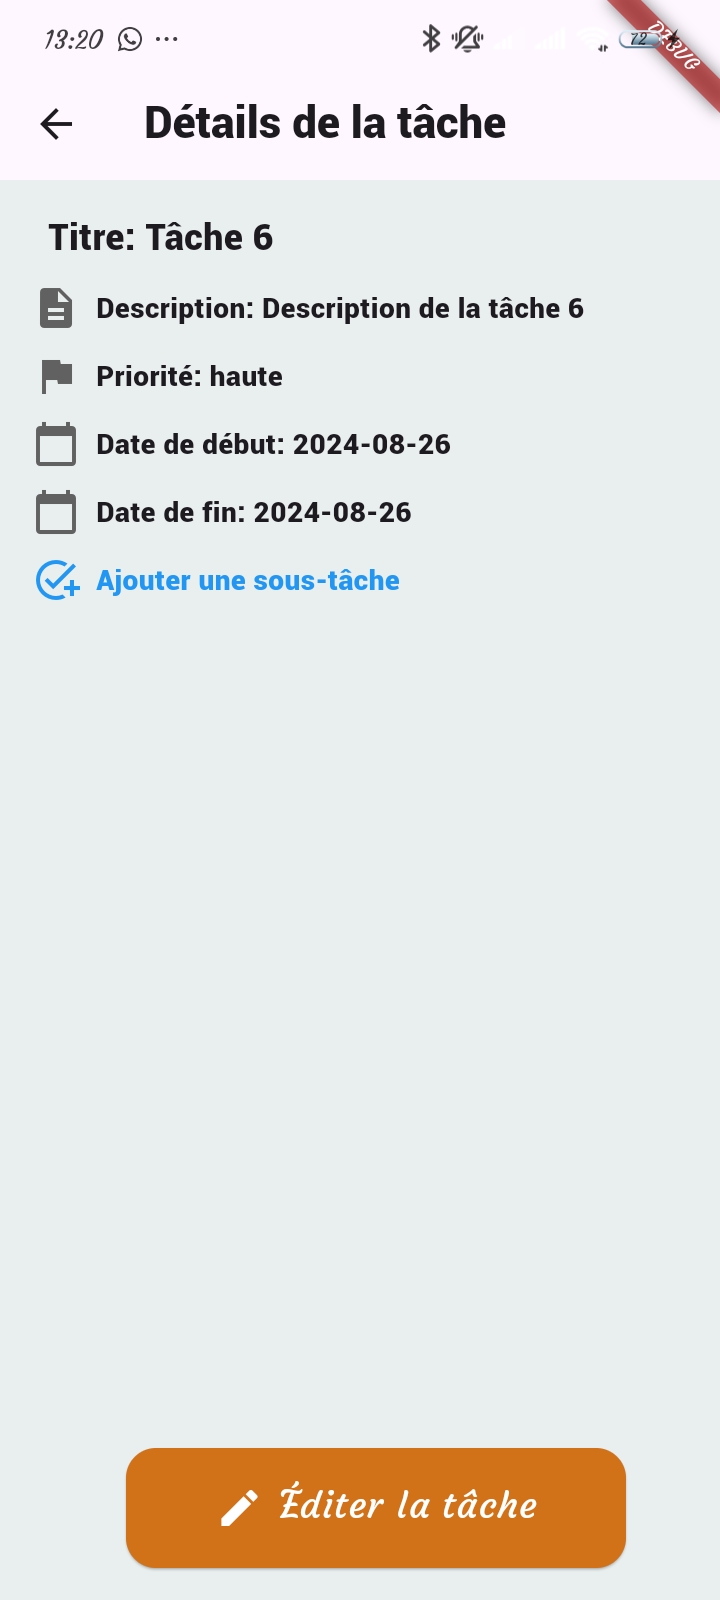 13:20 ... 72
DEBUG
Détails de la tâche
Titre: Tâche 6
Description: Description de la tâche 6
Priorité: haute
Date de début: 2024-08-26
Date de fin: 2024-08-26
Ajouter une sous-tâche
Éditer la tâche